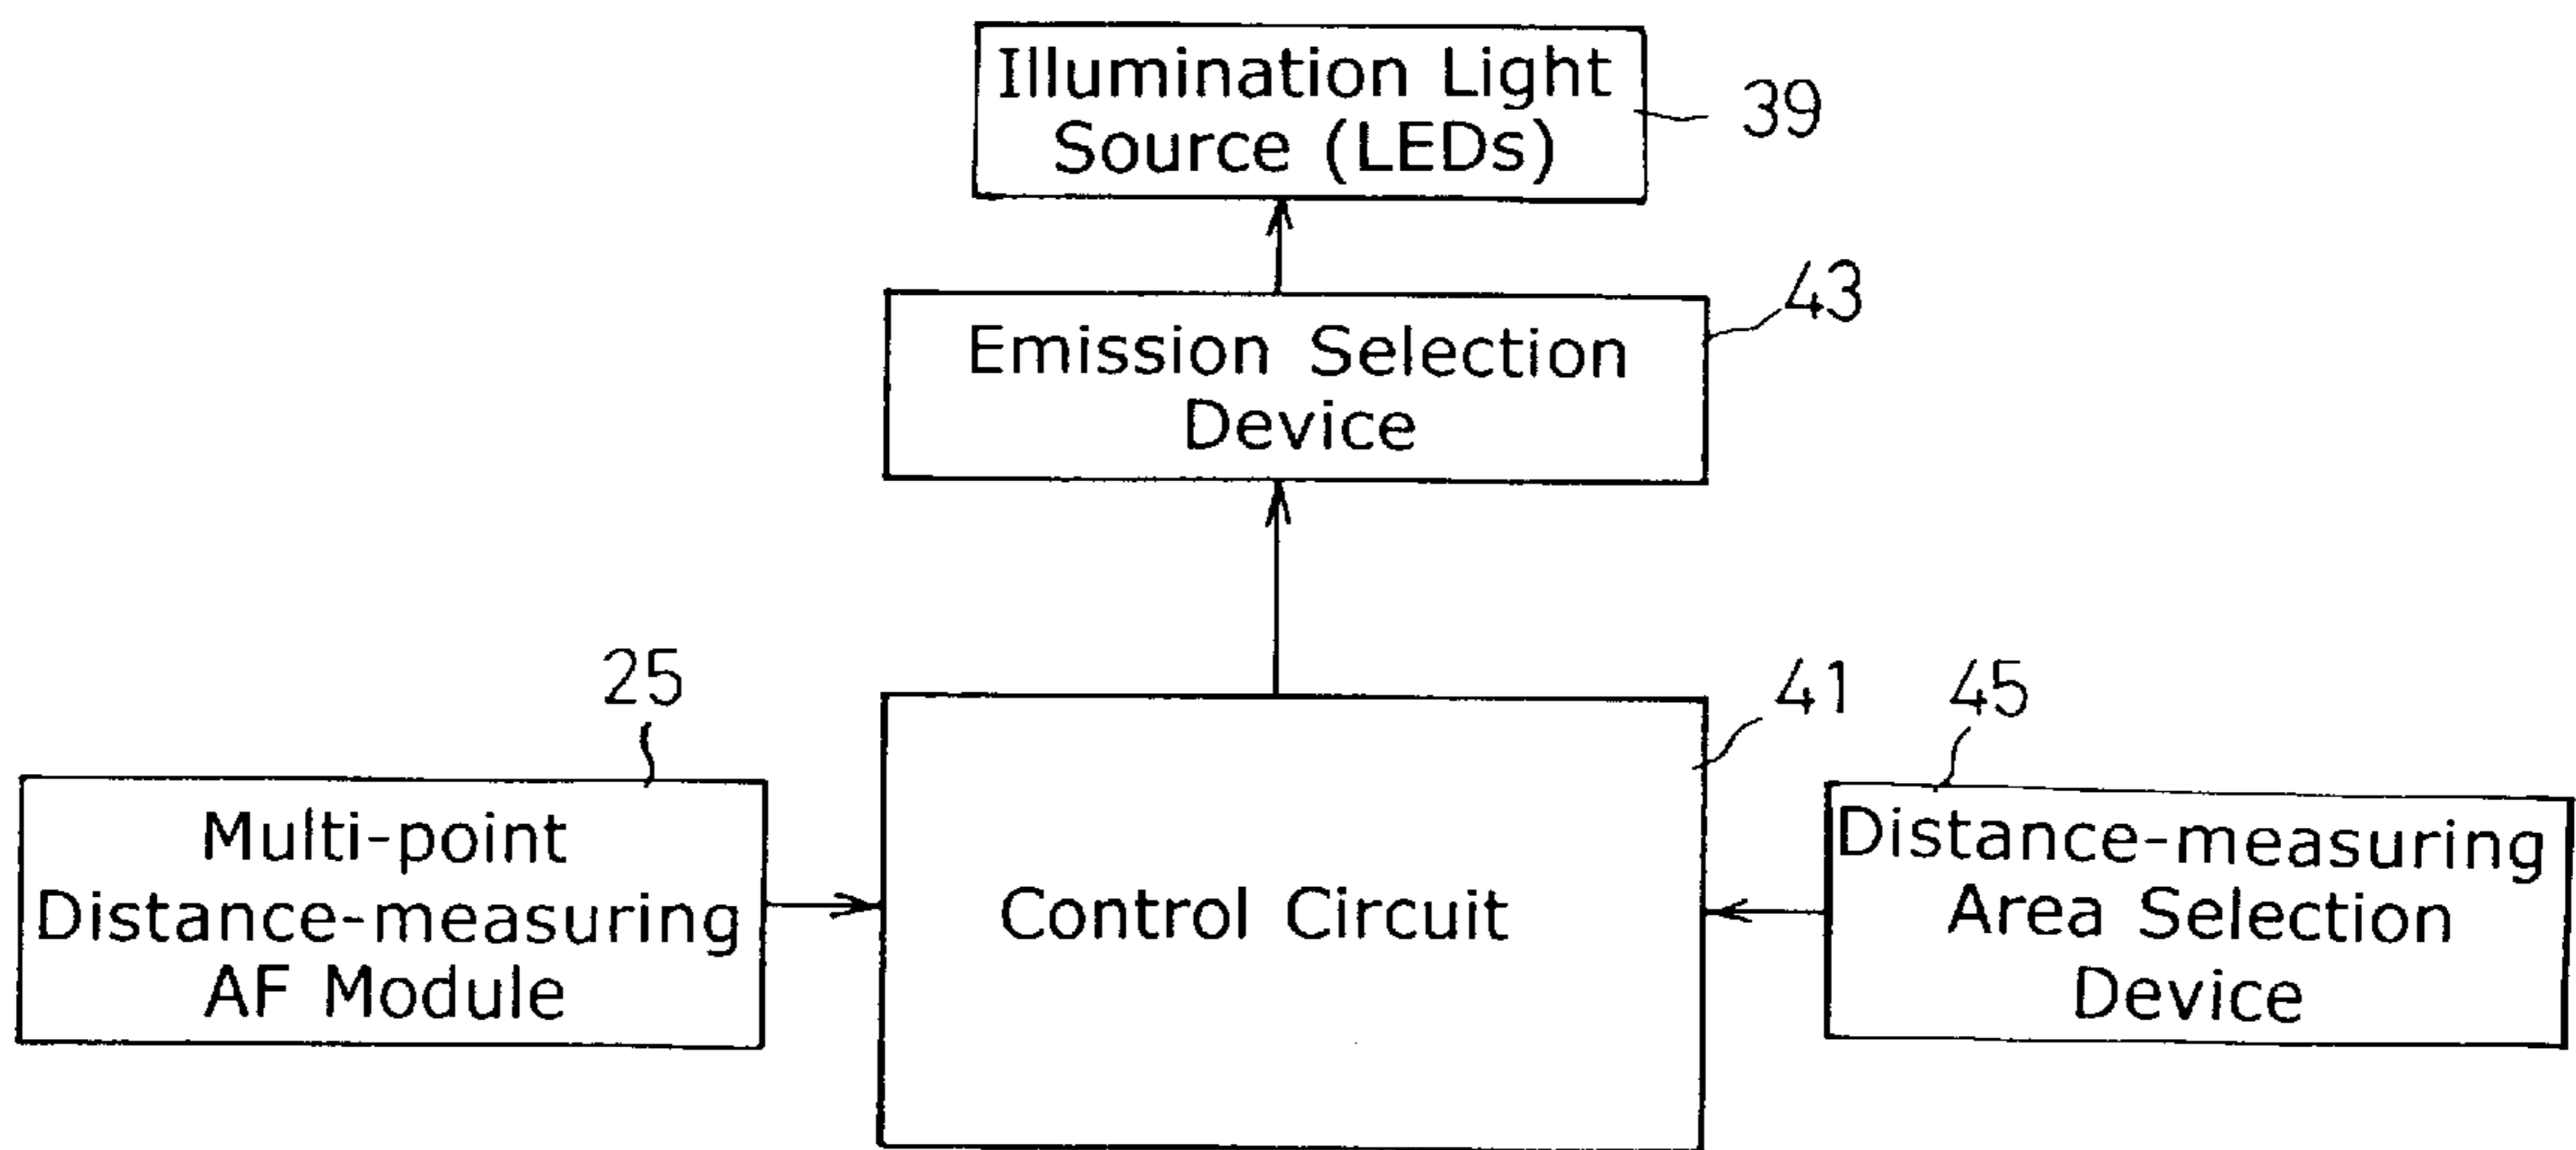 Illumination Light
Source (LEDs)
39
43
Emission Selection
Device
25
41
45
Multi-point
Distance-measuring
AF Module
Control Circuit
Distance-measuring
Area Selection
Device